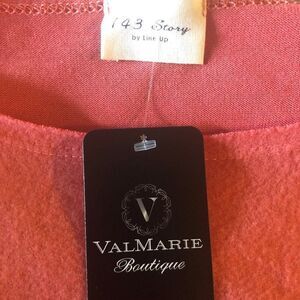 143 Story
by Line Up
V
VALMARIE
Boutique